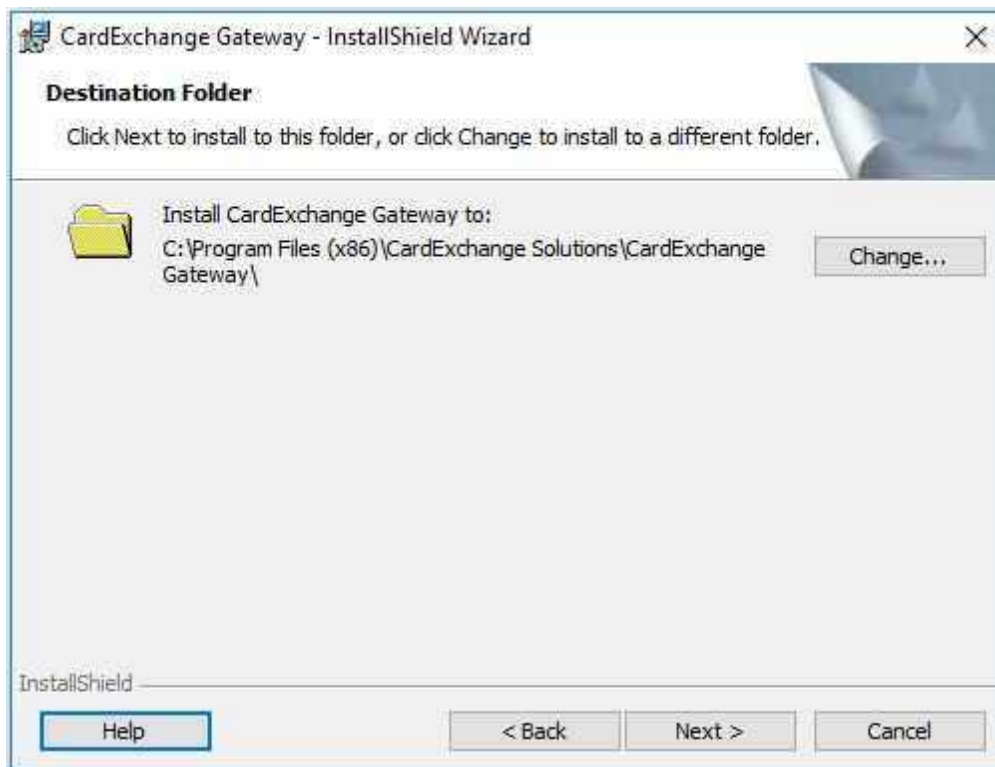 CardExchange Gateway - InstallShield Wizard
Destination Folder
Click Next to install to this folder, or click Change to install to a different folder.
Install CardExchange Gateway to:
C:\Program Files (x86)\CardExchange Solutions\CardExchange
Gateway\
Change...
InstallShield
Help
< Back
Next >
Cancel